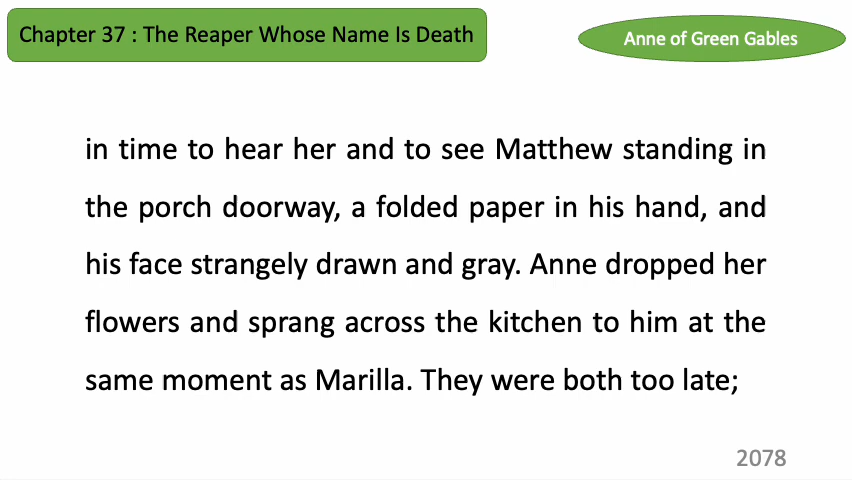 Chapter 37 : The Reaper Whose Name Is Death
Anne of Green Gables
in time to hear her and to see Matthew standing in
the porch doorway, a folded paper in his hand, and
his face strangely drawn and gray. Anne dropped her
flowers and sprang across the kitchen to him at the
same moment as Marilla. They were both too late;
2078